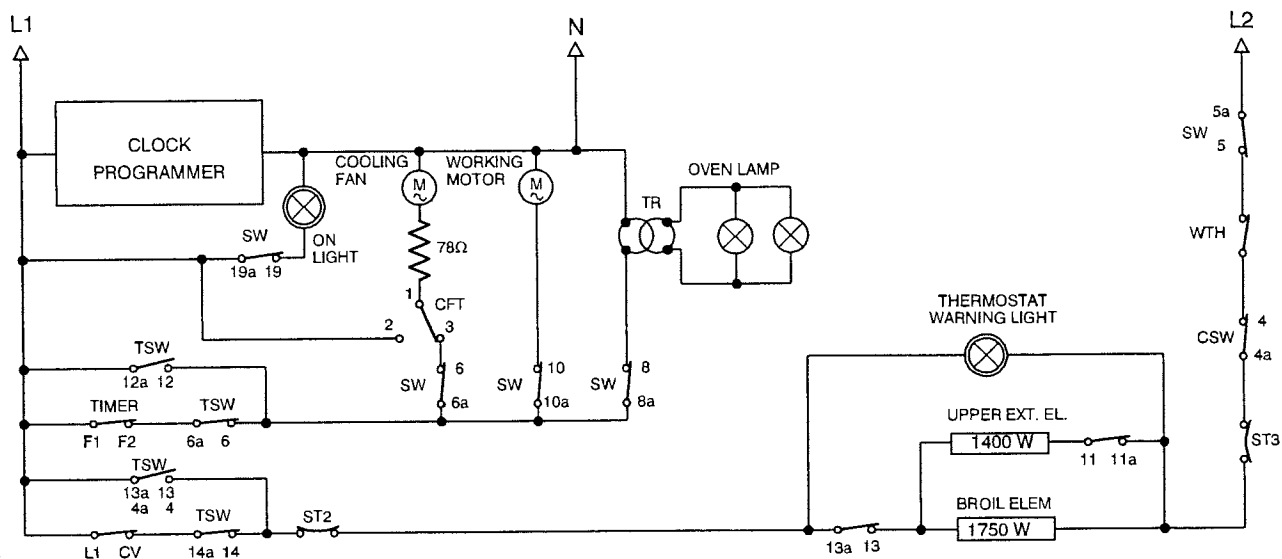 L1
N
L2
CLOCK
PROGRAMMER
COOLING
FAN
WORKING
MOTOR
OVEN LAMP
5a
SW
5
M
M
TR
SW
ON
LIGHT
19a 19
78Ω
WTH
1
CFT
2
3
THERMOSTAT
WARNING LIGHT
4
CSW
4a
TSW
12a 12
SW
6
6a
SW
10
10a
SW
8
8a
TIMER
TSW
F1 F2
6a 6
UPPER EXT. EL.
1400 W
11 11a
ST3
TSW
13a 13
4a 4
TSW
ST2
BROIL ELEM
1750 W
L1 CV
14a 14
13a 13